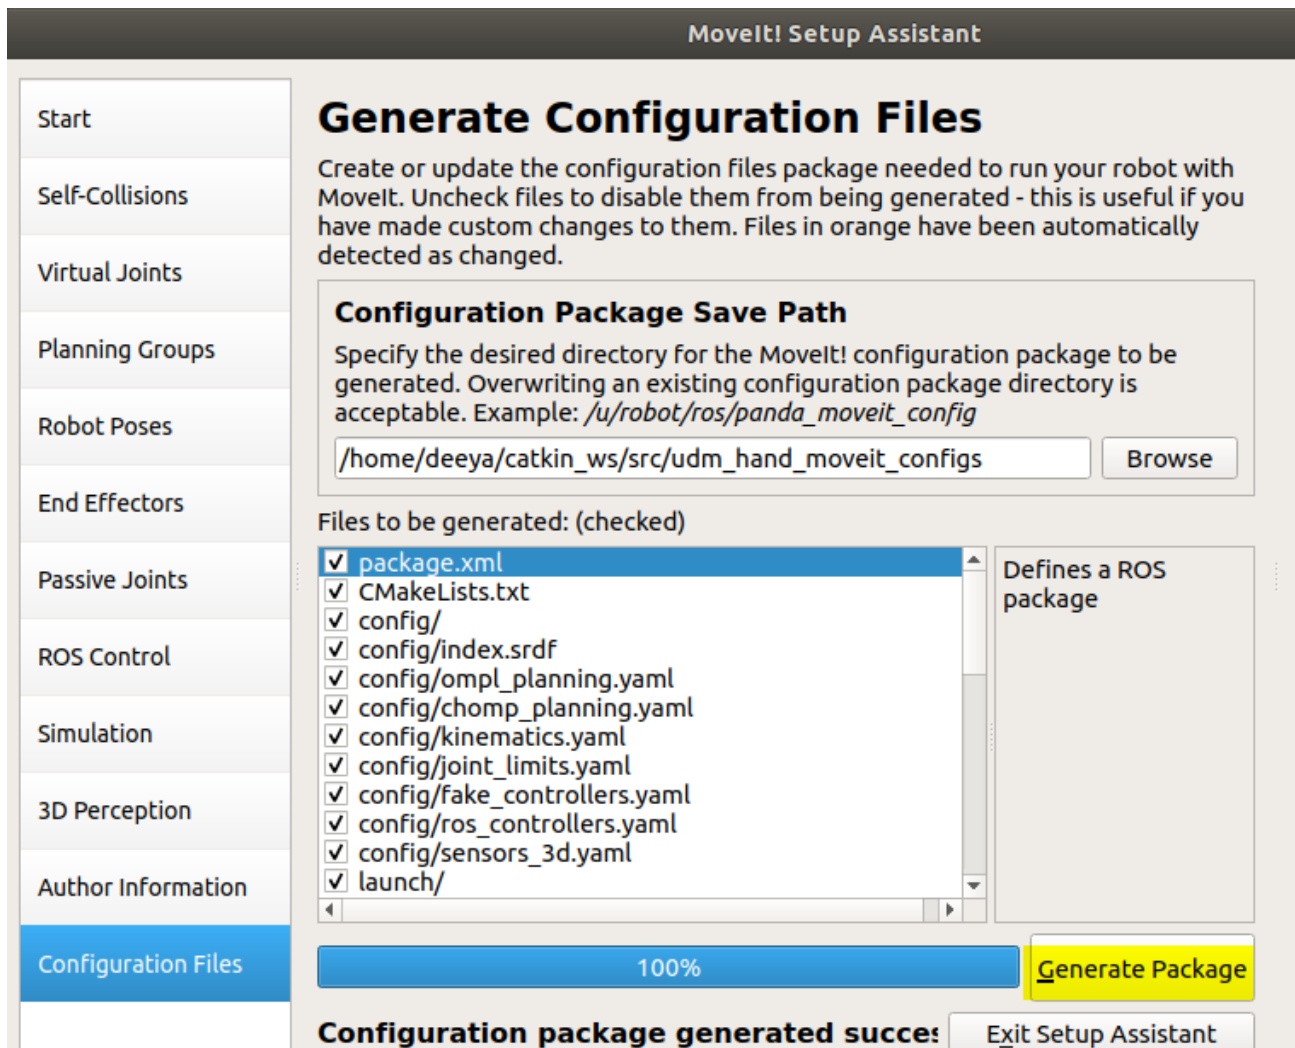 MoveIt! Setup Assistant
Start
Self-Collisions
Virtual Joints
Planning Groups
Robot Poses
End Effectors
Passive Joints
ROS Control
Simulation
3D Perception
Author Information
Configuration Files
Generate Configuration Files
Create or update the configuration files package needed to run your robot with
MoveIt. Uncheck files to disable them from being generated - this is useful if you
have made custom changes to them. Files in orange have been automatically
detected as changed.
Configuration Package Save Path
Specify the desired directory for the MoveIt! configuration package to be
generated. Overwriting an existing configuration package directory is
acceptable. Example: /u/robot/ros/panda_moveit_config
/home/deeya/catkin_ws/src/udm_hand_moveit_configs
Browse
Files to be generated: (checked)
package.xml
CMakeLists.txt
config/
config/index.srdf
config/ompl_planning.yaml
config/chomp_planning.yaml
config/kinematics.yaml
config/joint_limits.yaml
config/fake_controllers.yaml
config/ros_controllers.yaml
config/sensors_3d.yaml
launch/
Defines a ROS
package
100%
Generate Package
Configuration package generated succes
Exit Setup Assistant